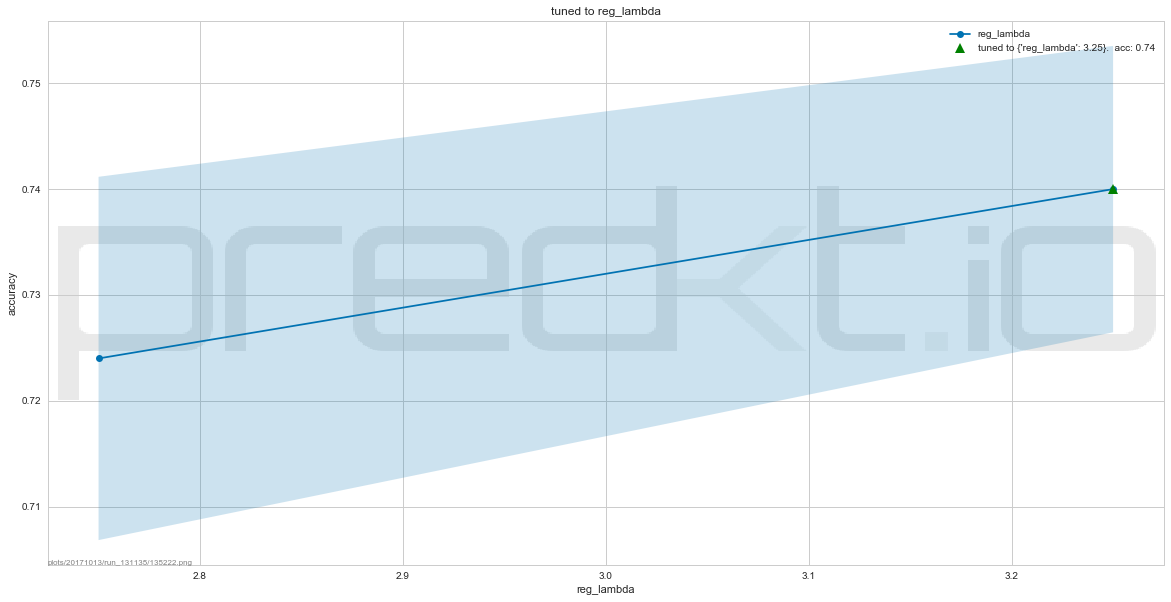 tuned to reg_lambda
reg_lambda
tuned to {'reg_lambda': 3.25}. acc: 0.74
0.75
0.74
0.73
0.72
0.71
accuracy
predkt.io
plots/20171013/run_131135/135222.png
2.8
2.9
3.0
3.1
3.2
reg_lambda